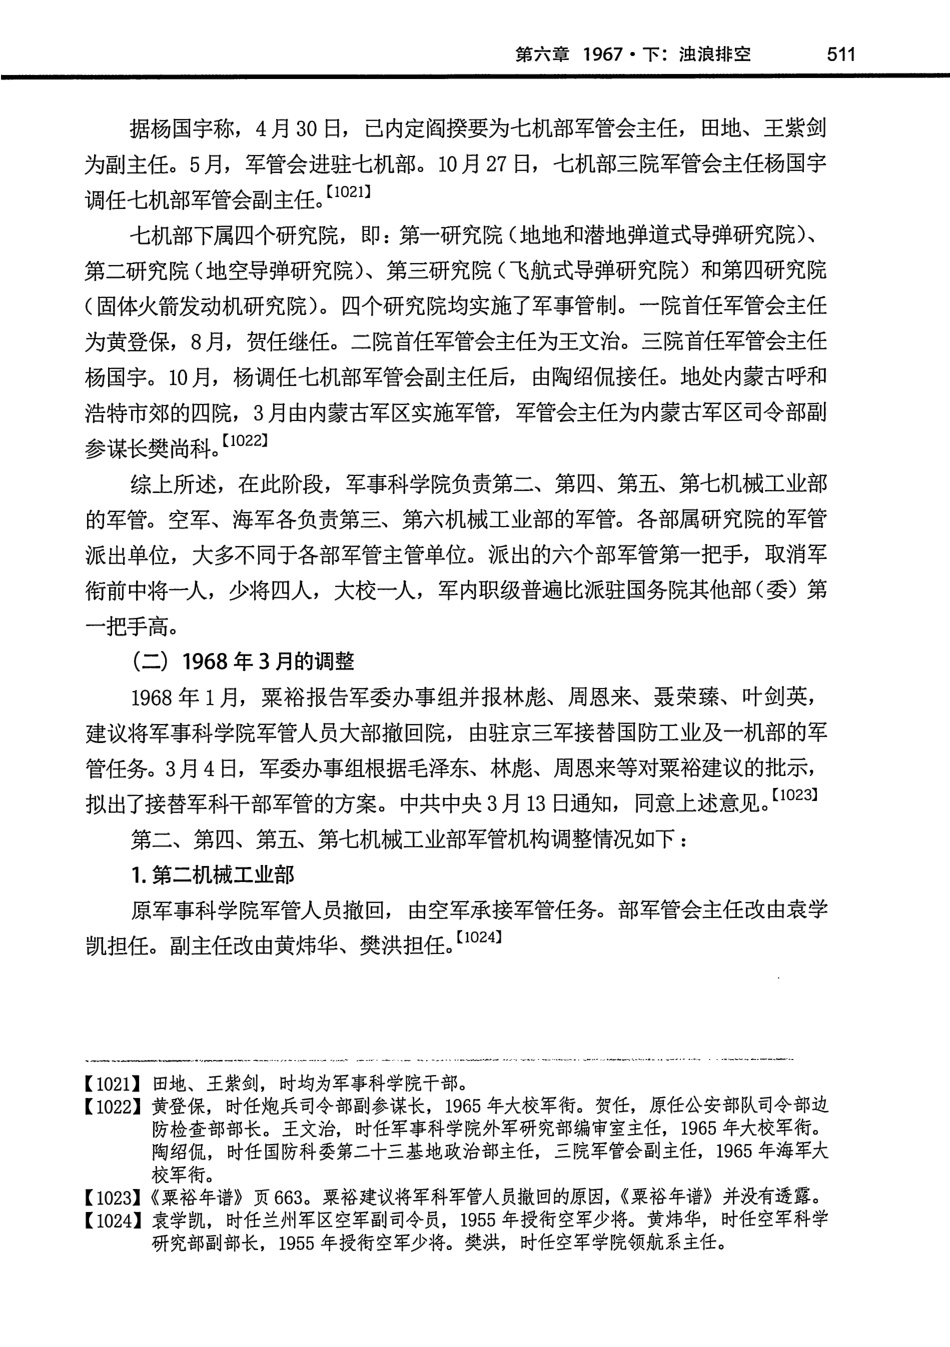 第六章 1967·下：浊浪排空 511
据杨国宇称，4月30日，已内定阎揆要为七机部军管会主任，田地、王紫剑
为副主任。5月，军管会进驻七机部。10月27日，七机部三院军管会主任杨国宇
调任七机部军管会副主任。【1021】
七机部下属四个研究院，即：第一研究院（地地和潜地弹道式导弹研究院）、
第二研究院（地空导弹研究院）、第三研究院（飞航式导弹研究院）和第四研究院
（固体火箭发动机研究院）。四个研究院均实施了军事管制。一院首任军管会主任
为黄登保，8月，贺任继任。二院首任军管会主任为王文治。三院首任军管会主任
杨国宇。10月，杨调任七机部军管会副主任后，由陶绍侃接任。地处内蒙古呼和
浩特市郊的四院，3月由内蒙古军区实施军管，军管会主任为内蒙古军区司令部副
参谋长樊尚科。【1022】
综上所述，在此阶段，军事科学院负责第二、第四、第五、第七机械工业部
的军管。空军、海军各负责第三、第六机械工业部的军管。各部属研究院的军管
派出单位，大多不同于各部军管主管单位。派出的六个部军管第一把手，取消军
衔前中将一人，少将四人，大校一人，军内职级普遍比派驻国务院其他部（委）第
一把手高。
（二）1968年3月的调整
1968年1月，粟裕报告军委办事组并报林彪、周恩来、聂荣臻、叶剑英，
建议将军事科学院军管人员大部撤回院，由驻京三军接替国防工业及一机部的军
管任务。3月4日，军委办事组根据毛泽东、林彪、周恩来等对粟裕建议的批示，
拟出了接替军科干部军管的方案。中共中央3月13日通知，同意上述意见。【1023】
第二、第四、第五、第七机械工业部军管机构调整情况如下：
1. 第二机械工业部
原军事科学院军管人员撤回，由空军承接军管任务。部军管会主任改由袁学
凯担任。副主任改由黄炜华、樊洪担任。【1024】
【1021】田地、王紫剑，时均为军事科学院干部。
【1022】黄登保，时任炮兵司令部副参谋长，1965年大校军衔。贺任，原任公安部队司令部边
防检查部部长。王文治，时任军事科学院外军研究部编审室主任，1965年大校军衔。
陶绍侃，时任国防科委第二十三基地政治部主任，三院军管会副主任，1965年海军大
校军衔。
【1023】《粟裕年谱》页663。粟裕建议将军科军管人员撤回的原因，《粟裕年谱》并没有透露。
【1024】袁学凯，时任兰州军区空军副司令员，1955年授衔空军少将。黄炜华，时任空军科学
研究部副部长，1955年授衔空军少将。樊洪，时任空军学院领航系主任。